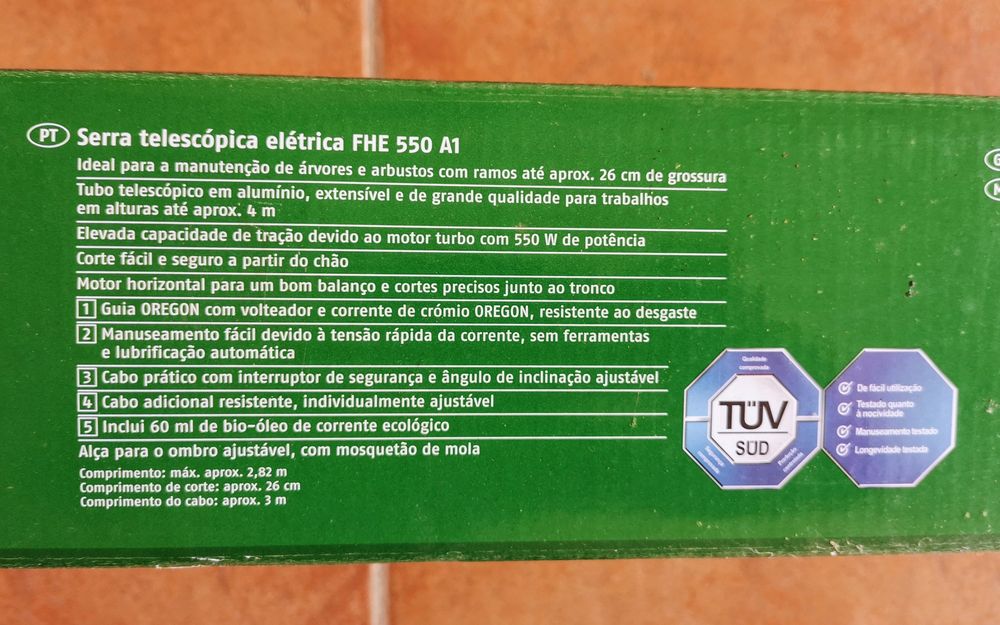 PT Serra telescópica elétrica FHE 550 A1
Ideal para a manutenção de árvores e arbustos com ramos até aprox. 26 cm de grossura
Tubo telescópico em alumínio, extensível e de grande qualidade para trabalhos
em alturas até aprox. 4 m
Elevada capacidade de tração devido ao motor turbo com 550 W de potência
Corte fácil e seguro a partir do chão
Motor horizontal para um bom balanço e cortes precisos junto ao tronco
1 Guia OREGON com volteador e corrente de crómio OREGON, resistente ao desgaste
2 Manuseamento fácil devido à tensão rápida da corrente, sem ferramentas
e lubrificação automática
3 Cabo prático com interruptor de segurança e ângulo de inclinação ajustável
4 Cabo adicional resistente, individualmente ajustável
5 Inclui 60 ml de bio-óleo de corrente ecológico
Alça para o ombro ajustável, com mosquetão de mola
Comprimento: máx. aprox. 2,82 m
Comprimento de corte: aprox. 26 cm
Comprimento do cabo: aprox. 3 m
Qualidade
comprovada
TÜV
SÜD
Segurança
comprovada
Produção
controlada
De fácil utilização
Testado quanto
à nocividade
Manuseamento testado
Longevidade testada